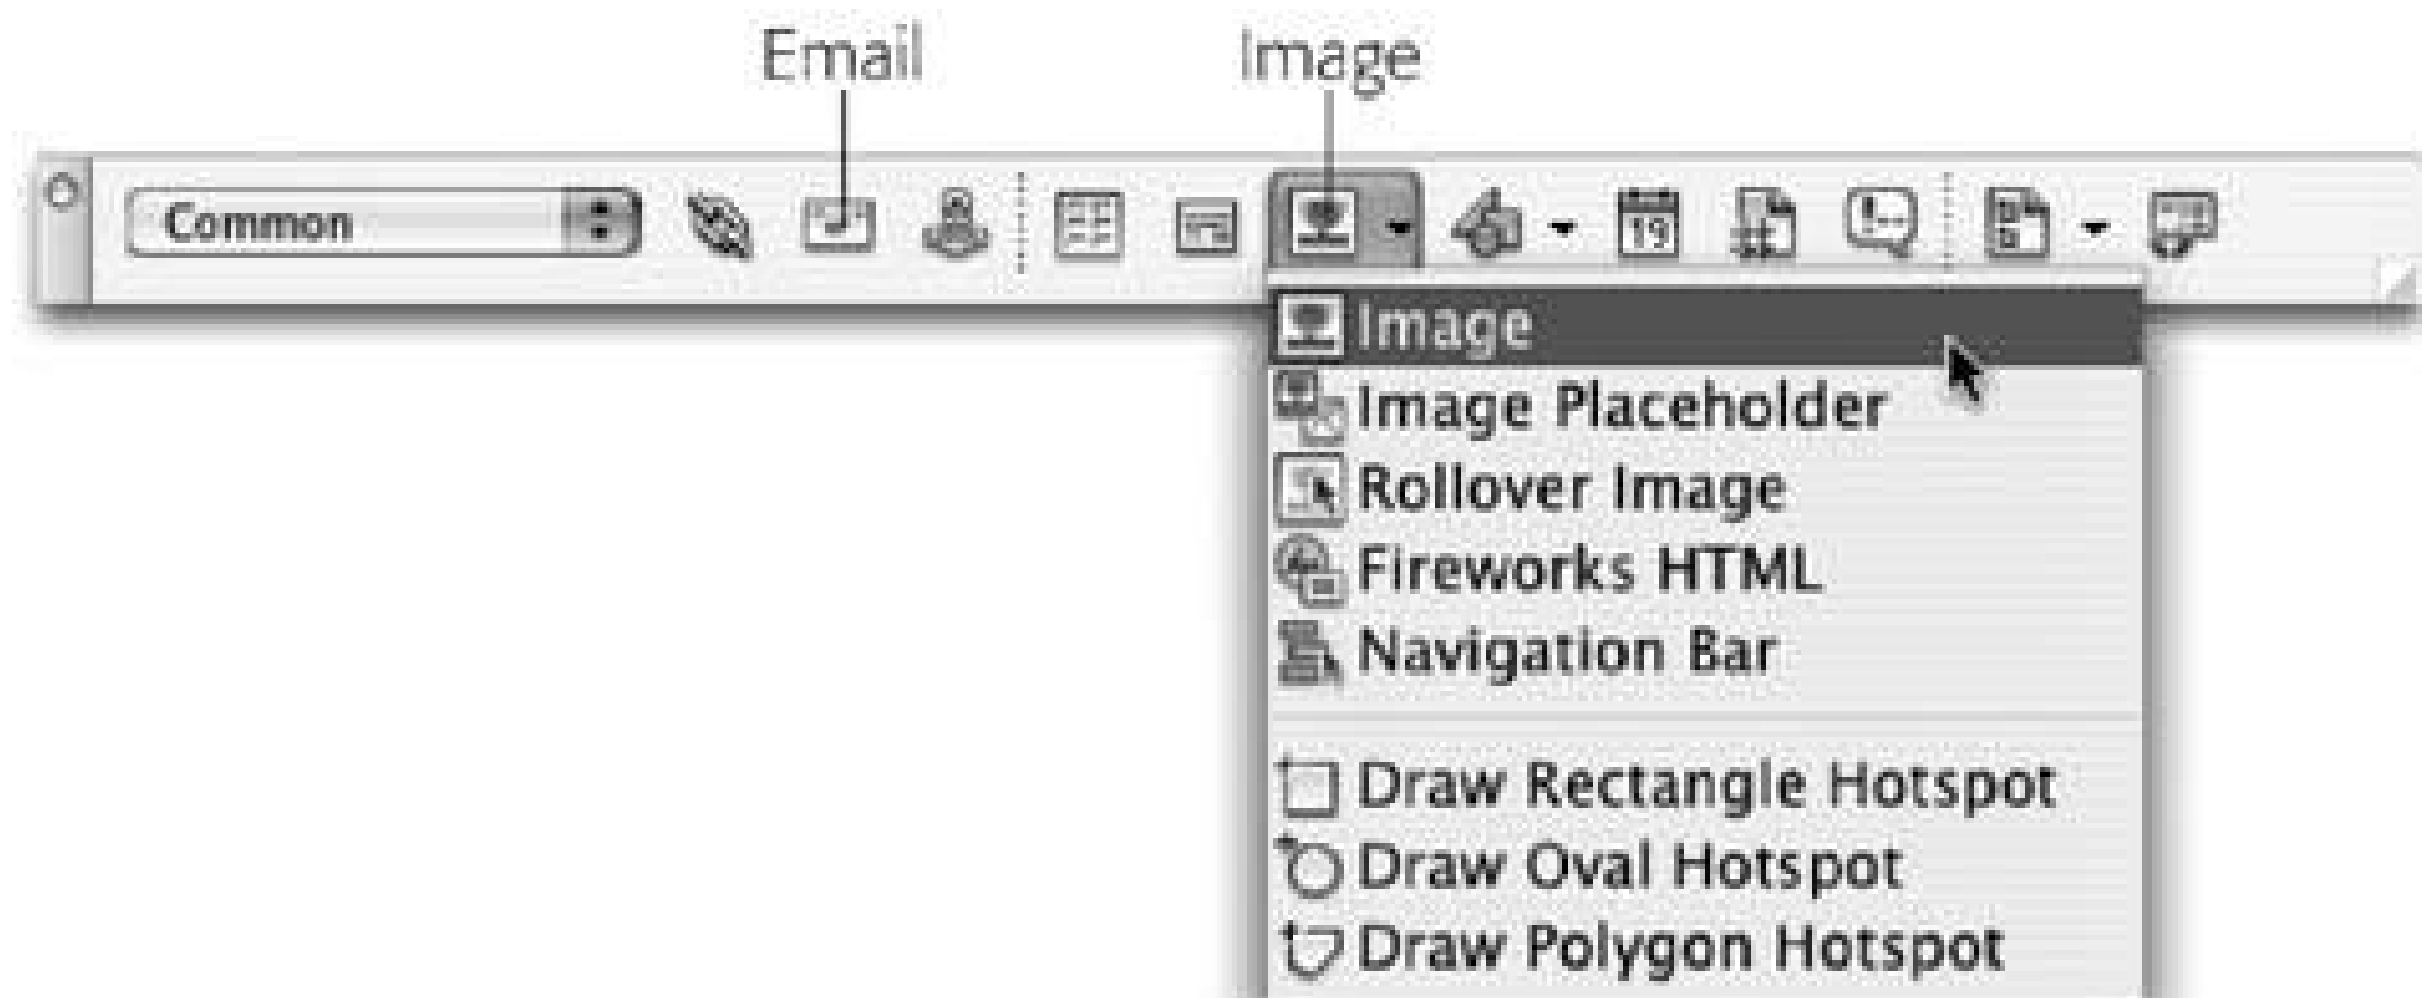 Email Image
Common
19
Image
Image Placeholder
Rollover Image
Fireworks HTML
Navigation Bar
Draw Rectangle Hotspot
Draw Oval Hotspot
Draw Polygon Hotspot